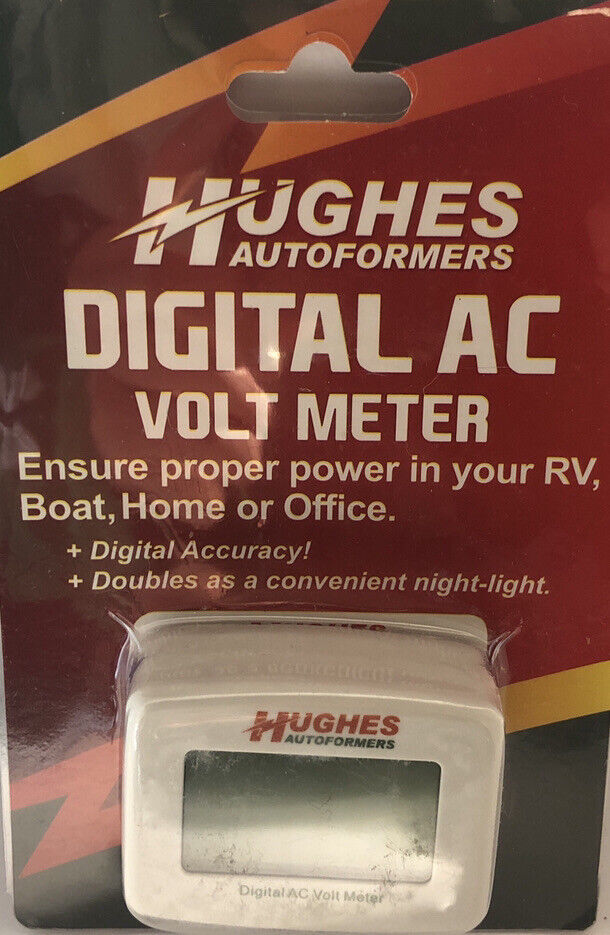 HUGHES
AUTOFORMERS
DIGITAL AC
VOLT METER
Ensure proper power in your RV,
Boat, Home or Office.
+ Digital Accuracy!
+ Doubles as a convenient night-light.
HUGHES
AUTOFORMERS
Digital AC Volt Meter